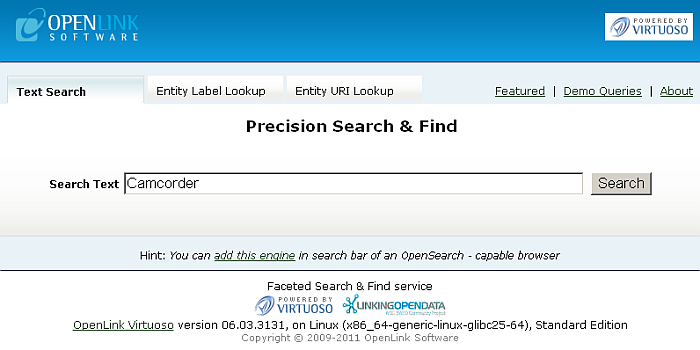 OPENLINK
SOFTWARE
POWERED BY
VIRTUOSO
Text Search
Entity Label Lookup
Entity URI Lookup
Featured | Demo Queries | About
Precision Search & Find
Search Text Camcorder Search
Hint: You can add this engine in search bar of an OpenSearch - capable browser
Faceted Search & Find service
POWERED BY
VIRTUOSO
LINKINGOPENDATA
OpenLink Virtuoso version 06.03.3131, on Linux (x86_64-generic-linux-glibc25-64), Standard Edition
Copyright © 2009-2011 OpenLink Software